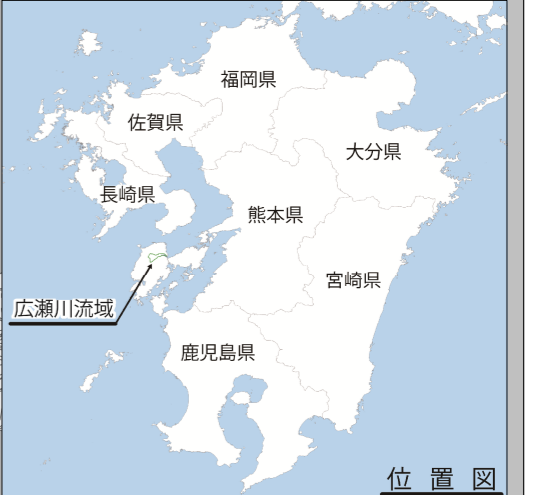 福岡県
佐賀県
大分県
長崎県
熊本県
宮崎県
広瀬川流域
鹿児島県
位置図